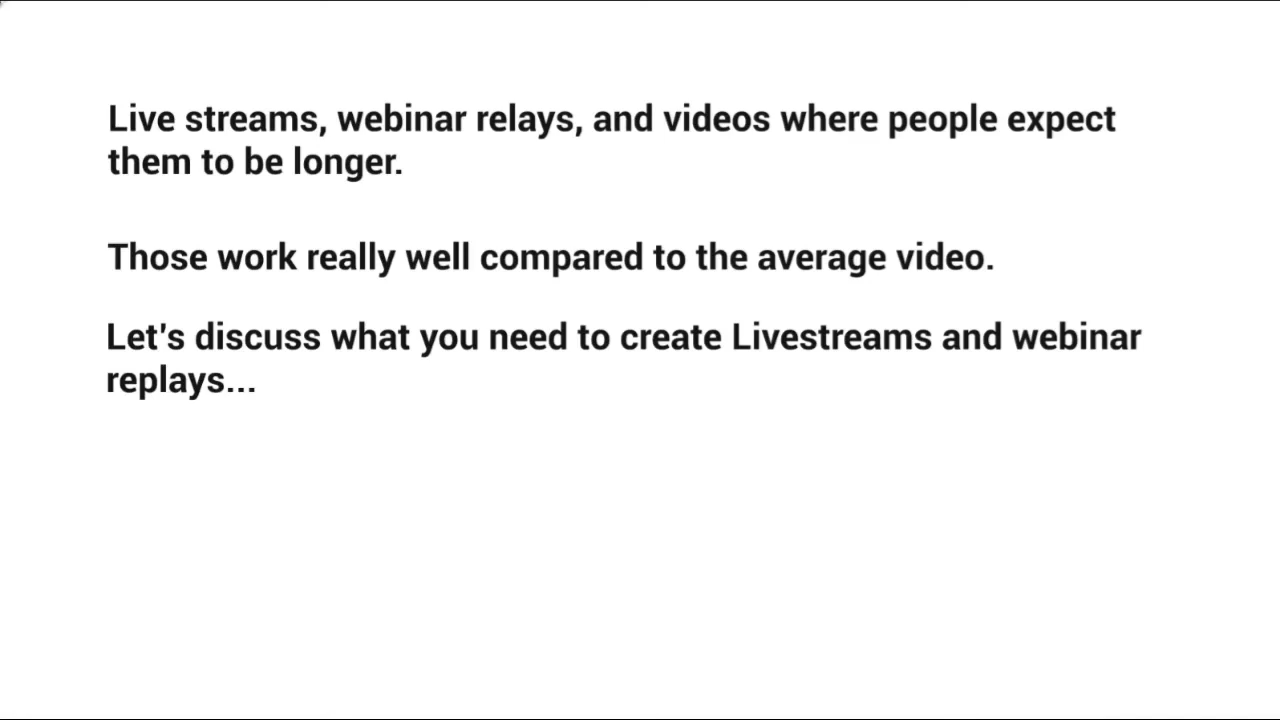 Live streams, webinar relays, and videos where people expect
them to be longer.
Those work really well compared to the average video.
Let's discuss what you need to create Livestreams and webinar
replays...